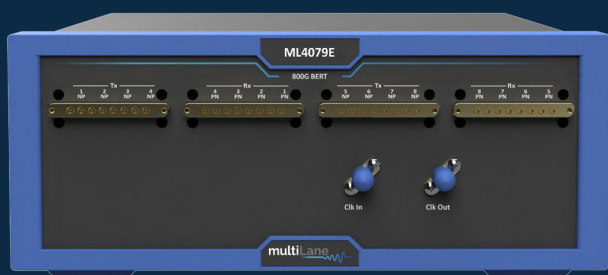 ML4079E
800G BERT
Tx Rx Tx Rx
1 2 3 4 4 3 2 1 5 6 7 8 8 7 6 5
NP NP NP NP PN PN PN PN NP NP NP NP PN PN PN PN
Clk In Clk Out
multiLane